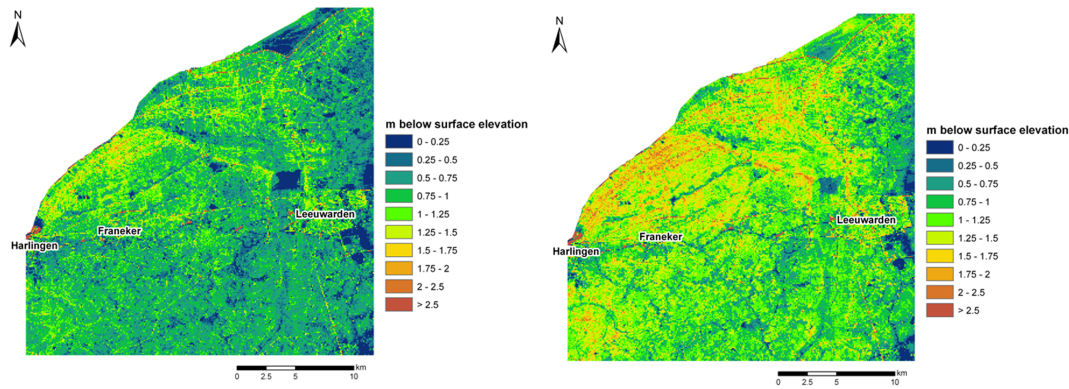 N
m below surface elevation
0 - 0.25
0.25 - 0.5
0.5 - 0.75
0.75 - 1
1 - 1.25
1.25 - 1.5
1.5 - 1.75
1.75 - 2
2 - 2.5
> 2.5
Leeuwarden
Franeker
Harlingen
km
0 2.5 5 10
N
m below surface elevation
0 - 0.25
0.25 - 0.5
0.5 - 0.75
0.75 - 1
1 - 1.25
1.25 - 1.5
1.5 - 1.75
1.75 - 2
2 - 2.5
> 2.5
Leeuwarden
Franeker
Harlingen
km
0 2.5 5 10